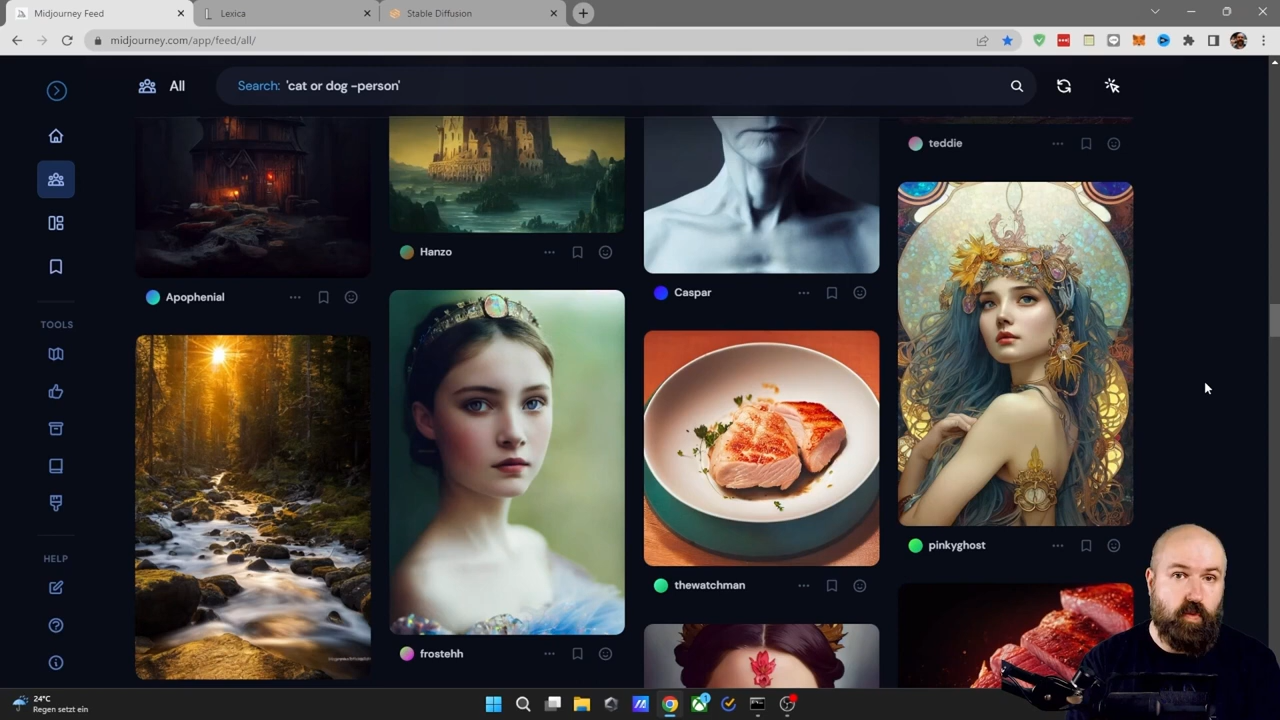 Midjourney Feed
Lexica
Stable Diffusion
midjourney.com/app/feed/all/
All
Search: 'cat or dog -person'
teddie
Hanzo
Caspar
Apophenial
TOOLS
pinkyghost
HELP
thewatchman
frostehh
24°C
Regen setzt ein